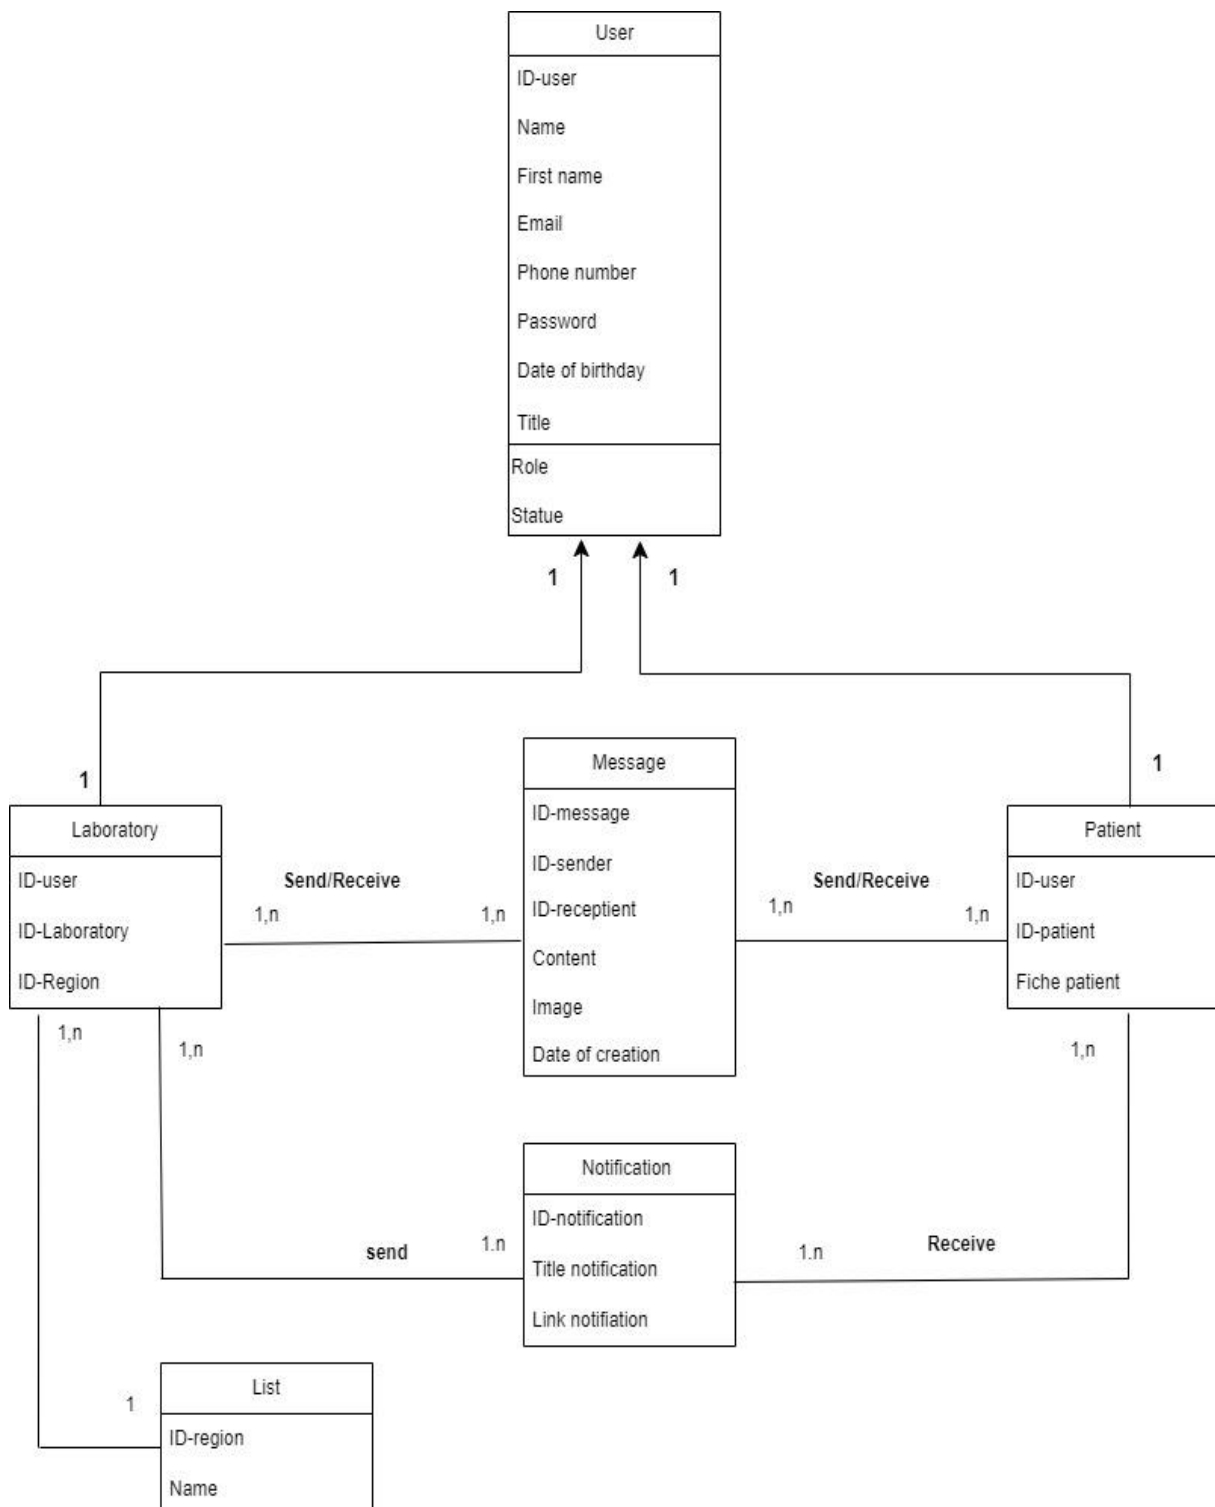 User
ID-user
Name
First name
Email
Phone number
Password
Date of birthday
Title
Role
Statue
1
1
1
1
Laboratory
ID-user
ID-Laboratory
ID-Region
Send/Receive
1,n
1,n
Message
ID-message
ID-sender
ID-receptient
Content
Image
Date of creation
Send/Receive
1,n
1,n
Patient
ID-user
ID-patient
Fiche patient
1,n
1,n
1,n
send
1.n
Notification
ID-notification
Title notification
Link notifiation
1.n
Receive
1
List
ID-region
Name